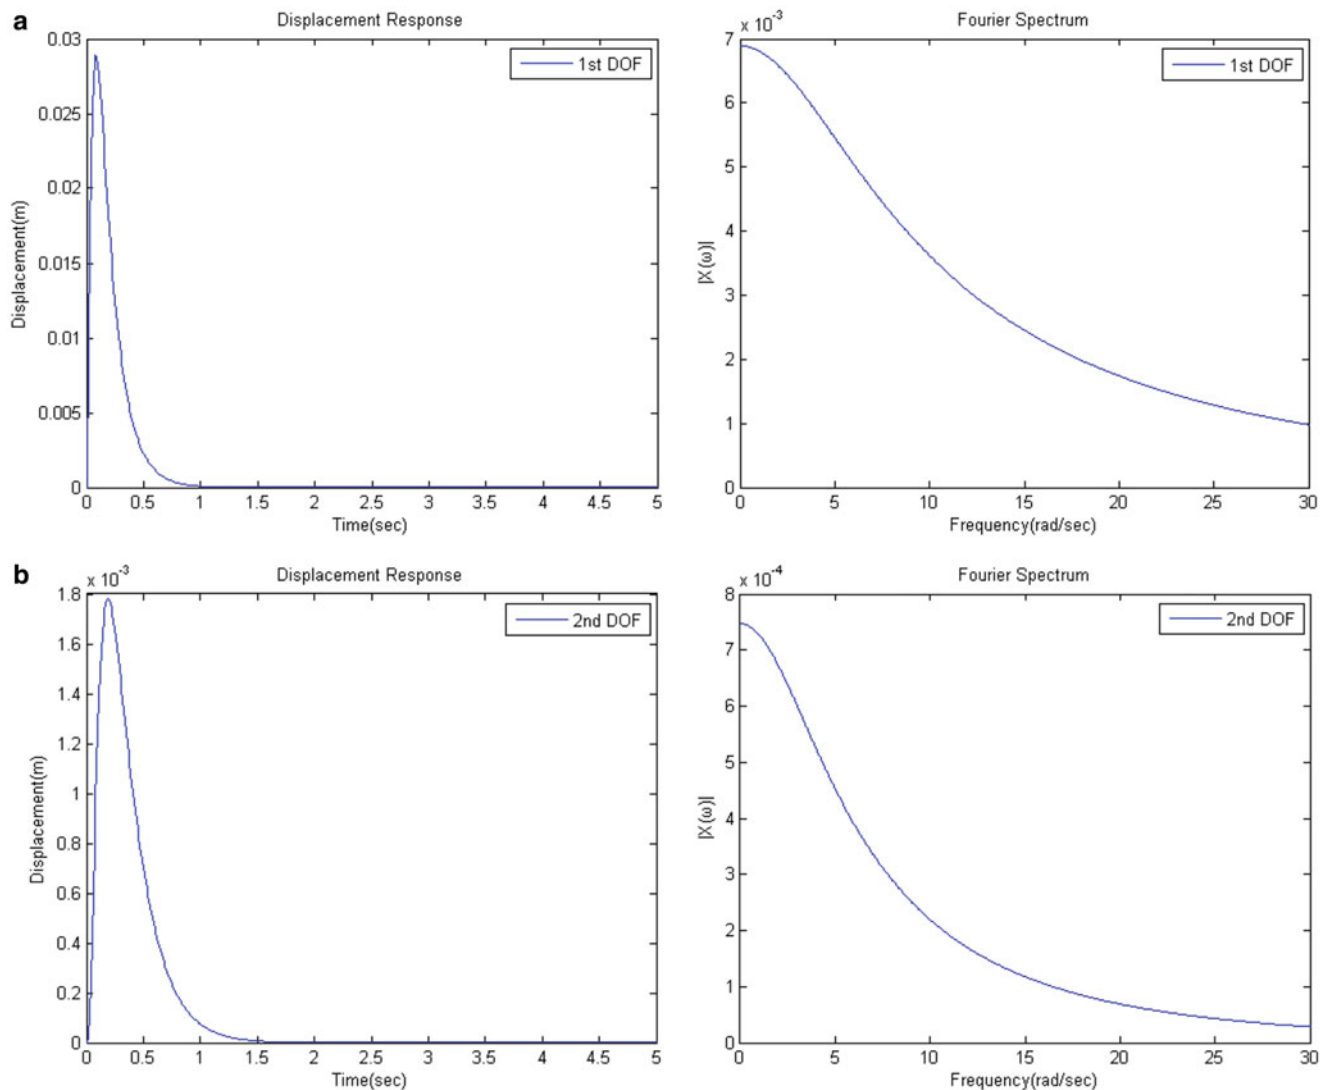 a
Displacement Response
0.03
0.025
0.02
0.015
0.01
0.005
0
Displacement(m)
1st DOF
0 0.5 1 1.5 2 2.5 3 3.5 4 4.5 5
Time(sec)
Fourier Spectrum
x 10⁻³
7
6
5
4
3
2
1
0
|X(ω)|
1st DOF
0 5 10 15 20 25 30
Frequency(rad/sec)
b
Displacement Response
x 10⁻³
1.8
1.6
1.4
1.2
1
0.8
0.6
0.4
0.2
0
Displacement(m)
2nd DOF
0 0.5 1 1.5 2 2.5 3 3.5 4 4.5 5
Time(sec)
Fourier Spectrum
x 10⁻⁴
8
7
6
5
4
3
2
1
0
|X(ω)|
2nd DOF
0 5 10 15 20 25 30
Frequency(rad/sec)